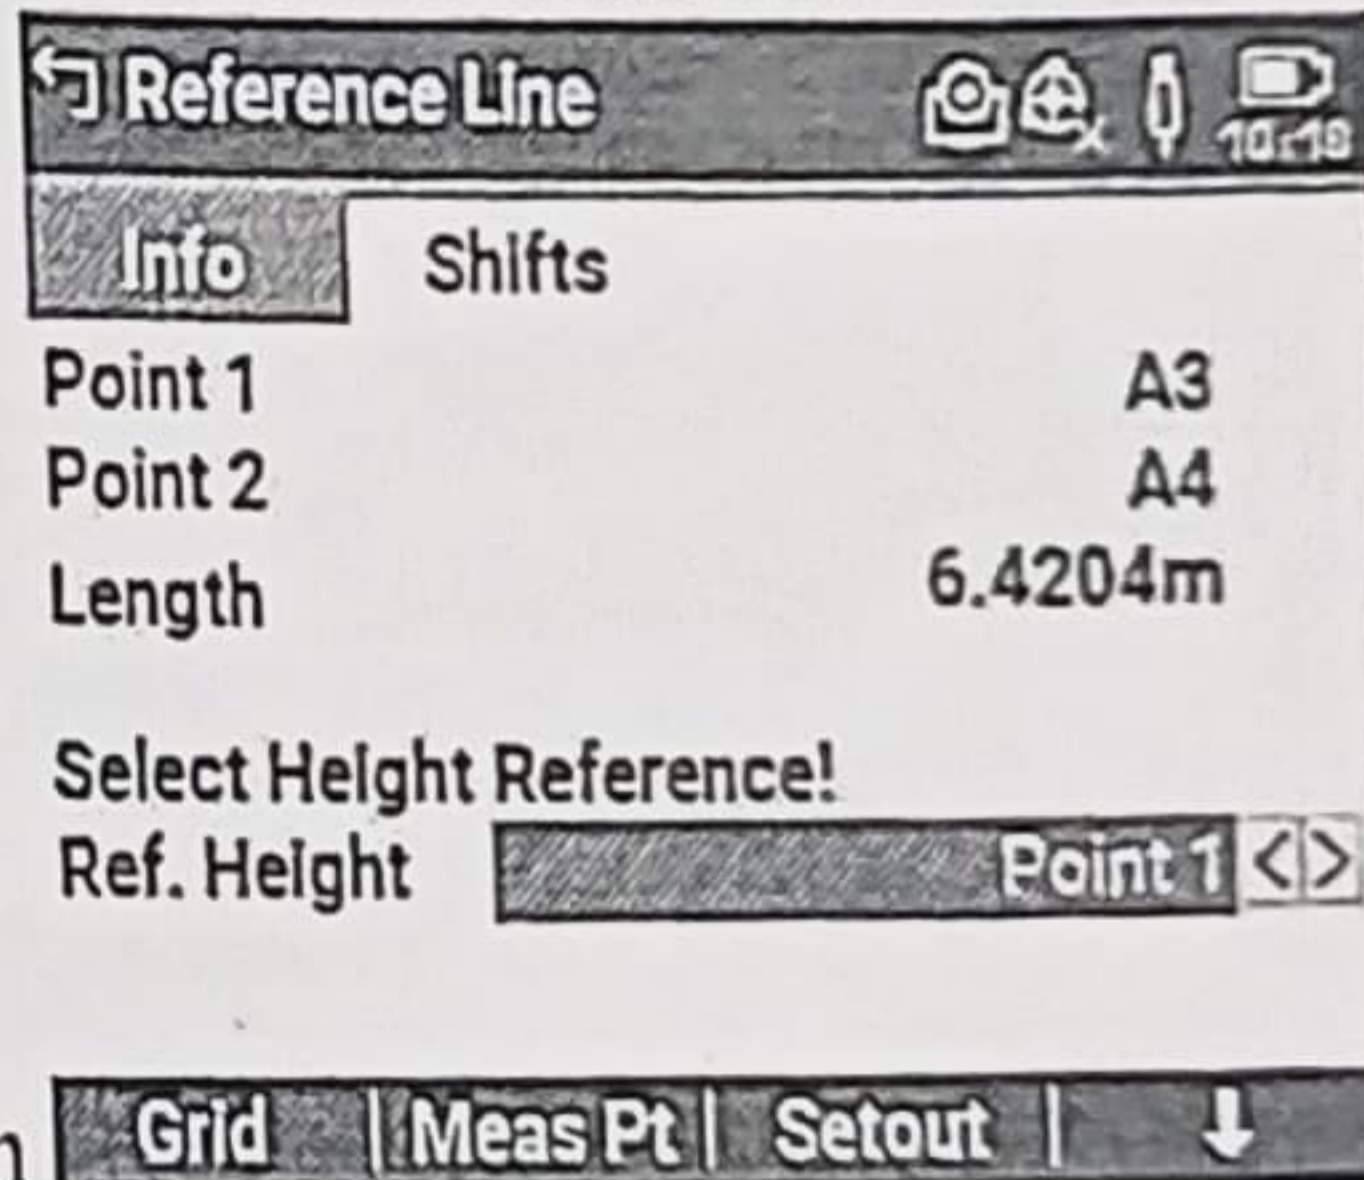 Reference Line
10:18
Info Shifts
Point 1 A3
Point 2 A4
Length 6.4204m
Select Height Reference!
Ref. Height Point 1 < >
Grid | Meas Pt | Setout |